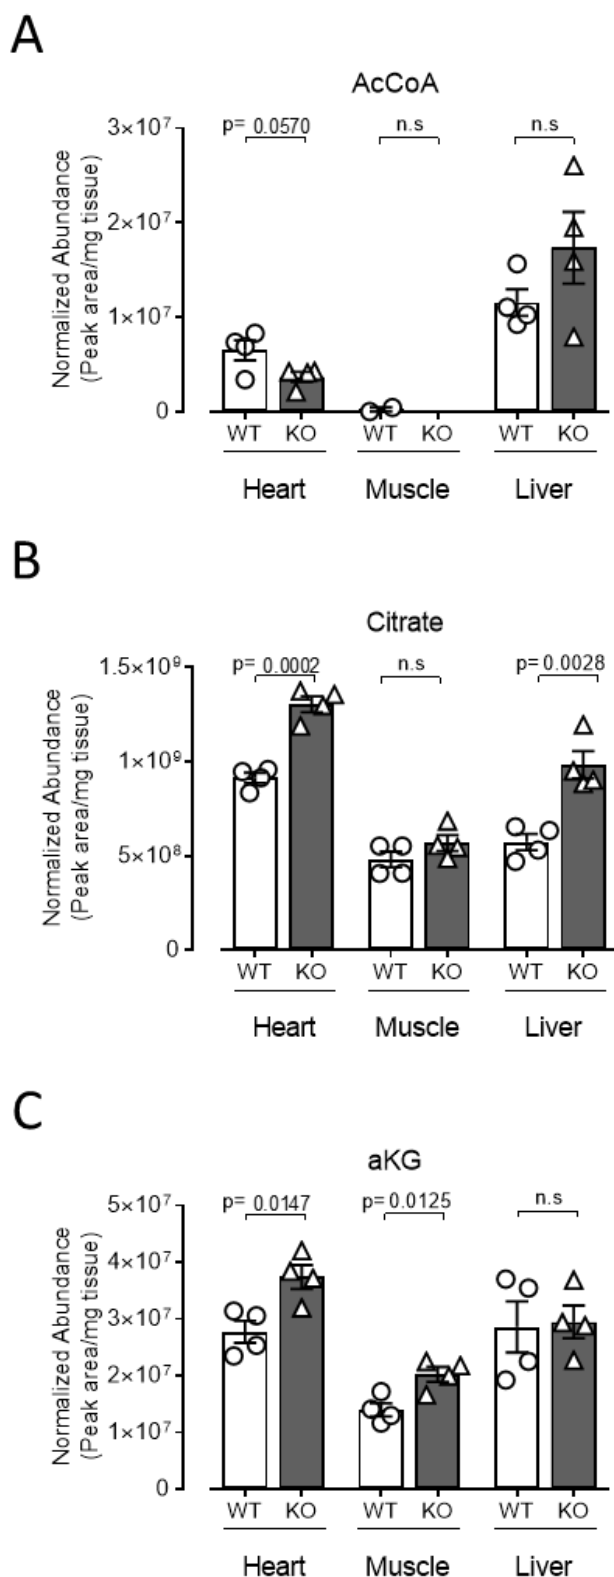 A
AcCoA
Normalized Abundance
(Peak area/mg tissue)
3×10⁷
2×10⁷
1×10⁷
0
p= 0.0570
n.s
n.s
WT KO WT KO WT KO
Heart Muscle Liver
B
Citrate
Normalized Abundance
(Peak area/mg tissue)
1.5×10⁹
1×10⁹
5×10⁸
0
p= 0.0002
n.s
p= 0.0028
WT KO WT KO WT KO
Heart Muscle Liver
C
aKG
Normalized Abundance
(Peak area/mg tissue)
5×10⁷
4×10⁷
3×10⁷
2×10⁷
1×10⁷
0
p= 0.0147
p= 0.0125
n.s
WT KO WT KO WT KO
Heart Muscle Liver